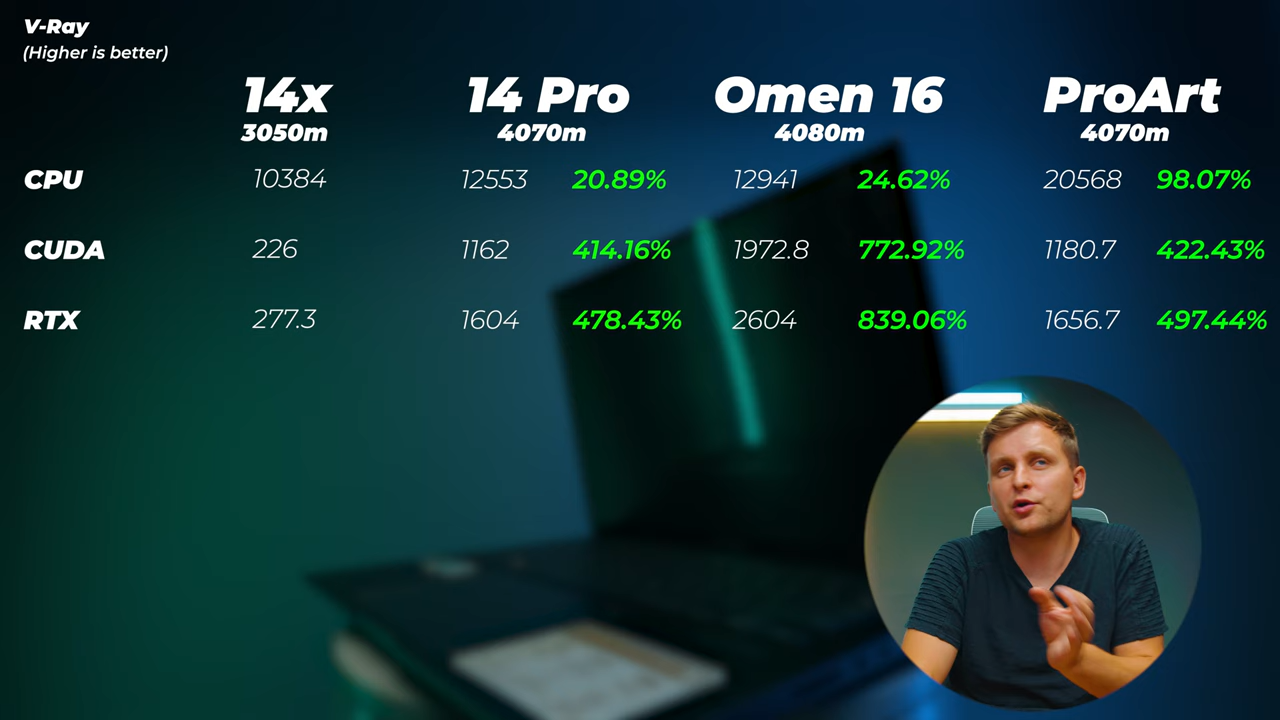 V-Ray
(Higher is better)
14x 14 Pro Omen 16 ProArt
3050m 4070m 4080m 4070m
CPU 10384 12553 20.89% 12941 24.62% 20568 98.07%
CUDA 226 1162 414.16% 1972.8 772.92% 1180.7 422.43%
RTX 277.3 1604 478.43% 2604 839.06% 1656.7 497.44%